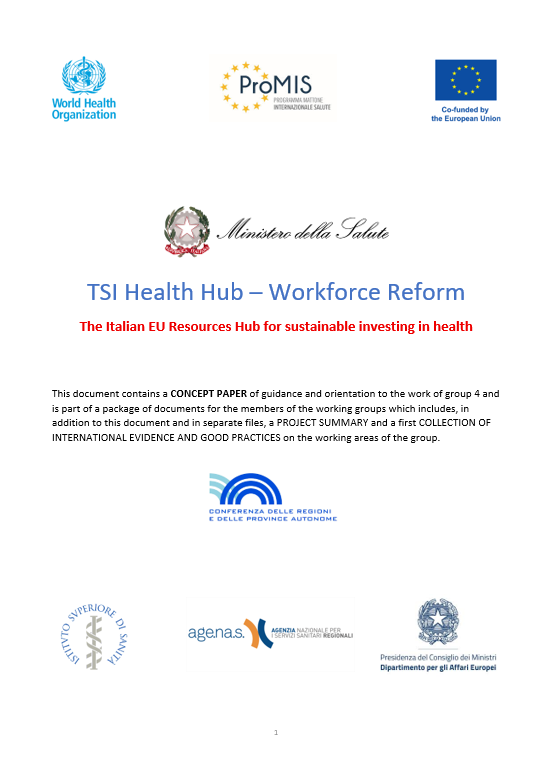 World Health
Organization
ProMIS
PROGRAMMA MATTONE
INTERNAZIONALE SALUTE
Co-funded by
the European Union
Ministero della Salute
TSI Health Hub – Workforce Reform
The Italian EU Resources Hub for sustainable investing in health
This document contains a CONCEPT PAPER of guidance and orientation to the work of group 4 and
is part of a package of documents for the members of the working groups which includes, in
addition to this document and in separate files, a PROJECT SUMMARY and a first COLLECTION OF
INTERNATIONAL EVIDENCE AND GOOD PRACTICES on the working areas of the group.
CONFERENZA DELLE REGIONI
E DELLE PROVINCE AUTONOME
ISTITVTO SVPERIORE DI SANITÀ
age.na.s.
AGENZIA NAZIONALE PER
I SERVIZI SANITARI REGIONALI
Presidenza del Consiglio dei Ministri
Dipartimento per gli Affari Europei
1